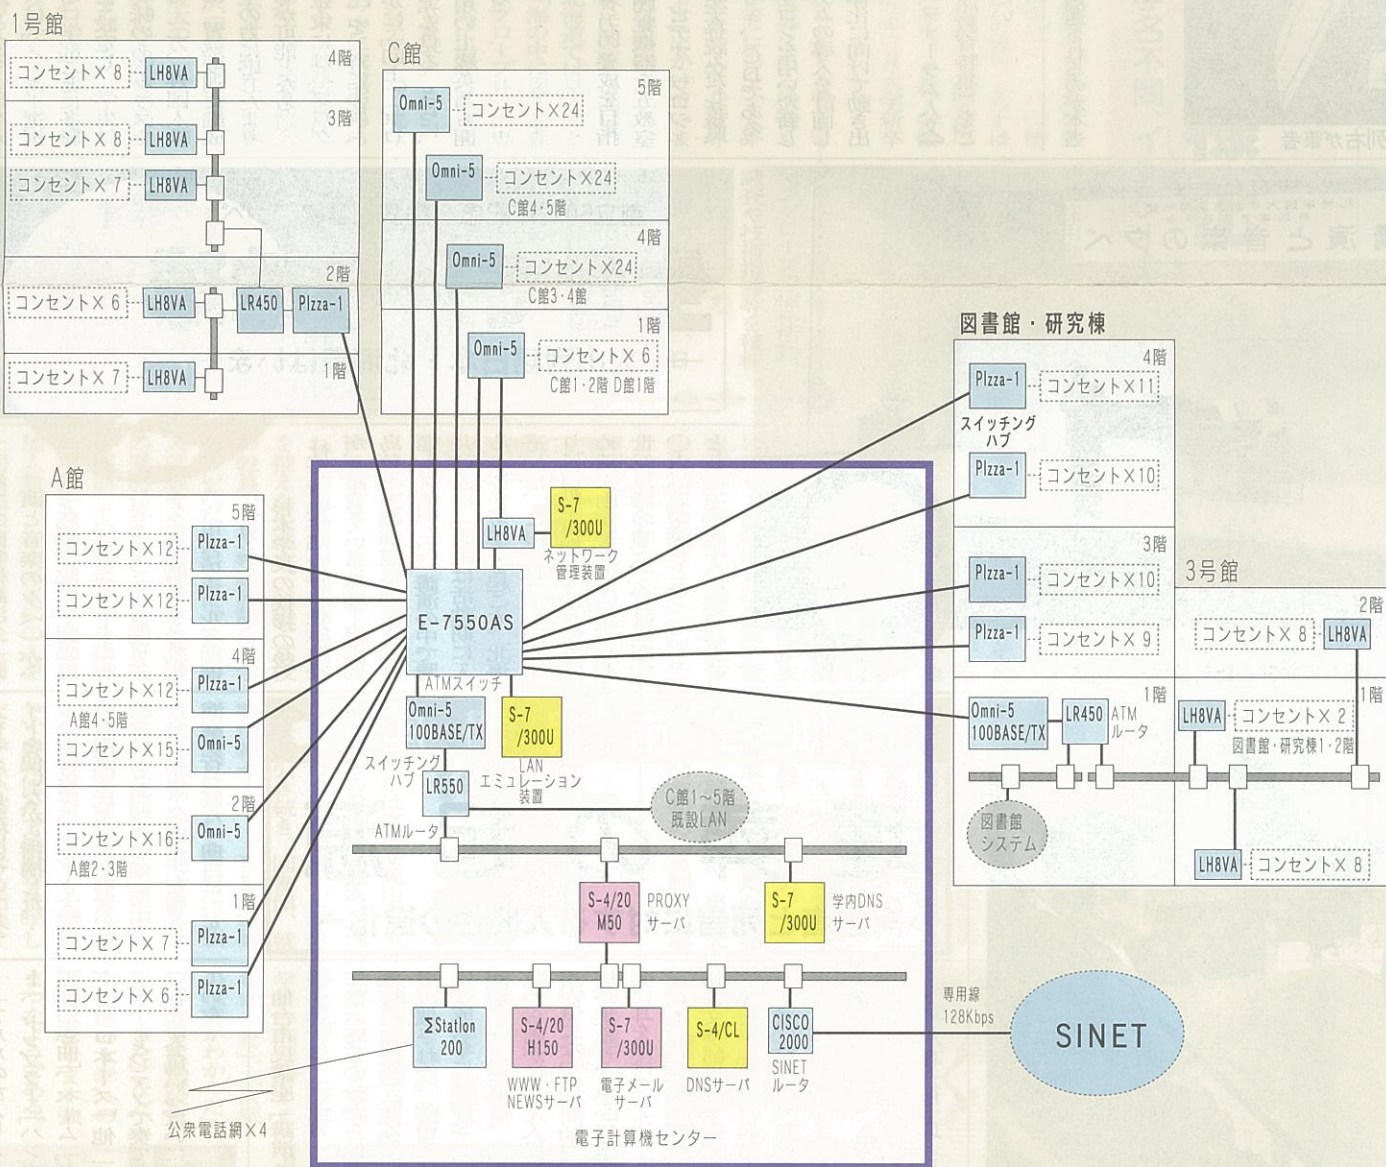 1号館
4階
コンセント×8 LH8VA
3階
コンセント×8 LH8VA
コンセント×7 LH8VA
2階
コンセント×6 LH8VA LR450 PIzza-1
1階
コンセント×7 LH8VA
C館
5階
Omni-5 コンセント×24
Omni-5 コンセント×24
C館4・5階
4階
Omni-5 コンセント×24
C館3・4館
1階
Omni-5 コンセント×6
C館1・2階 D館1階
A館
5階
コンセント×12 PIzza-1
コンセント×12 PIzza-1
4階
コンセント×12 PIzza-1
A館4・5階
コンセント×15 Omni-5
2階
コンセント×16 Omni-5
A館2・3階
1階
コンセント×7 PIzza-1
コンセント×6 PIzza-1
図書館・研究棟
4階
PIzza-1 コンセント×11
スイッチング
ハブ
PIzza-1 コンセント×10
3階
PIzza-1 コンセント×10
PIzza-1 コンセント×9
1階
Omni-5
100BASE/TX
LR450
ATM
ルータ
図書館
システム
3号館
2階
コンセント×8 LH8VA
1階
LH8VA コンセント×2
図書館・研究棟1・2階
LH8VA コンセント×8
LH8VA
S-7
/300U
ネットワーク
管理装置
E-7550AS
ATMスイッチ
Omni-5
100BASE/TX
スイッチング
ハブ
S-7
/300U
LAN
エミュレーション
装置
LR550
ATMルータ
C館1〜5階
既設LAN
S-4/20
M50
PROXY
サーバ
S-7
/300U
学内DNS
サーバ
ΣStatIon
200
S-4/20
H150
WWW・FTP
NEWSサーバ
S-7
/300U
電子メール
サーバ
S-4/CL
DNSサーバ
CISCO
2000
SINET
ルータ
専用線
128Kbps
SINET
公衆電話網×4
電子計算機センター